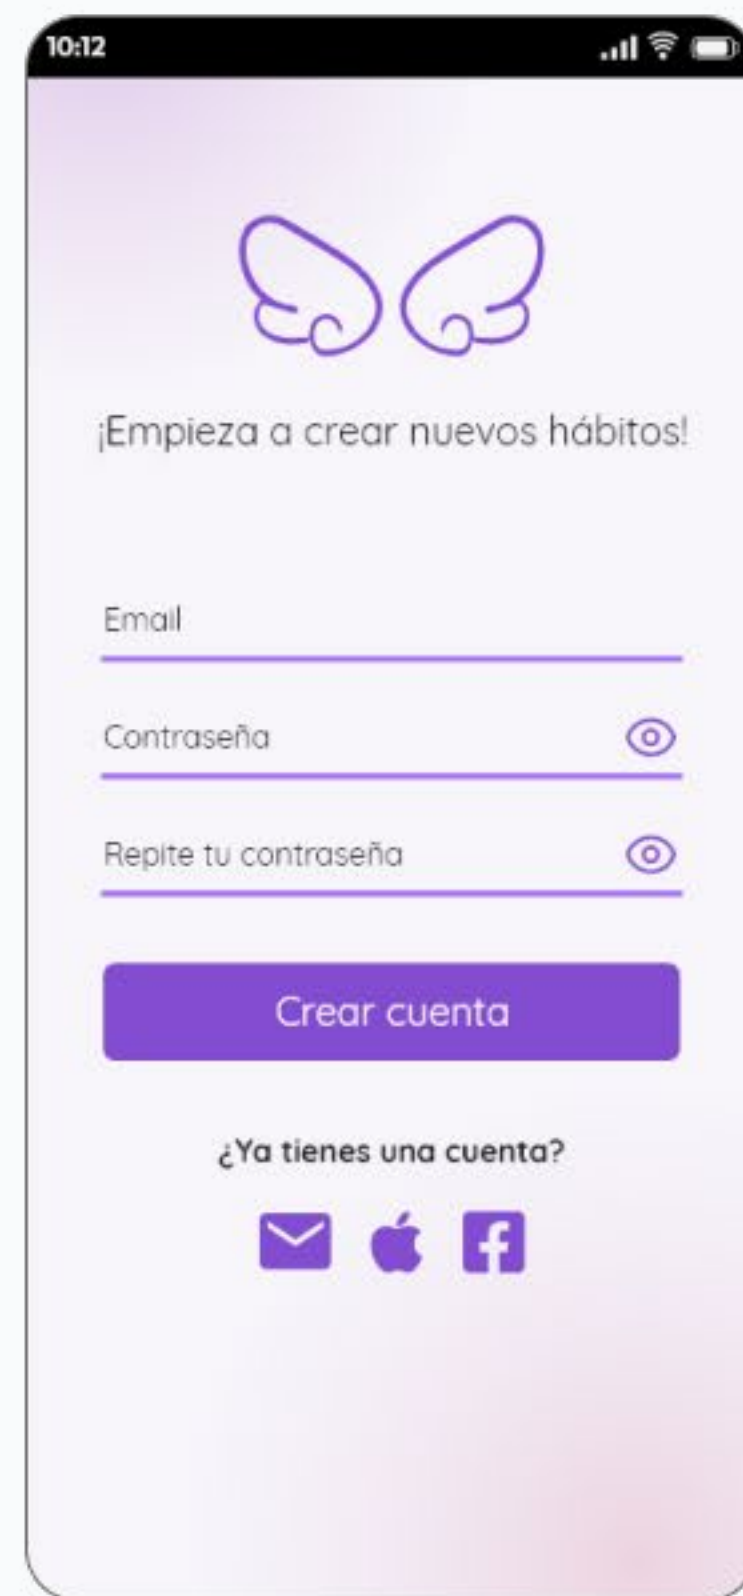 10:12
¡Empieza a crear nuevos hábitos!
Email
Contraseña
Repite tu contraseña
Crear cuenta
¿Ya tienes una cuenta?